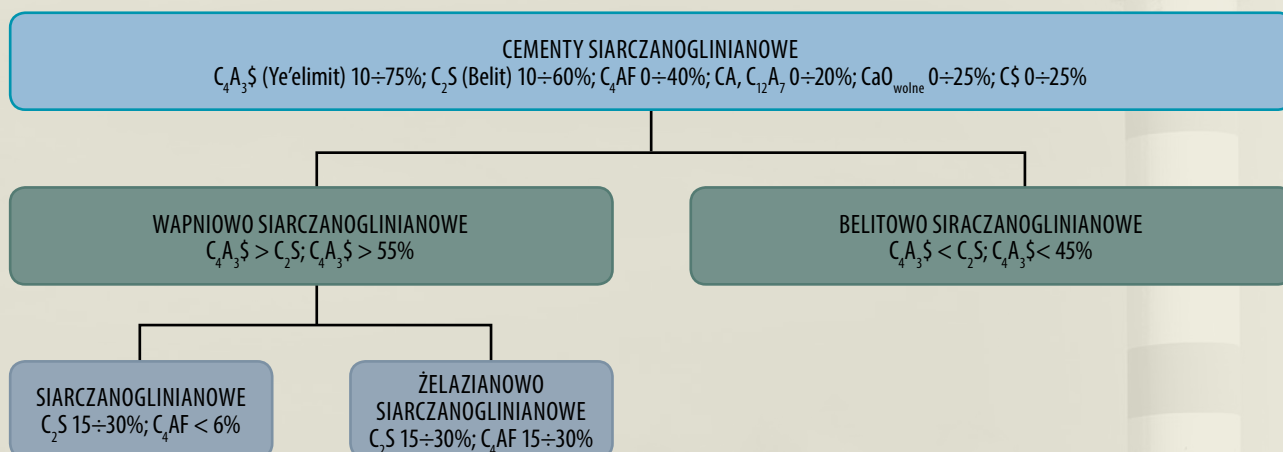 CEMENTY SIARCZANOGLINIANOWE
C₄A₃$ (Ye’elimit) 10÷75%; C₂S (Belit) 10÷60%; C₄AF 0÷40%; CA, C₁₂A₇ 0÷20%; CaO_wolne 0÷25%; C$ 0÷25%
WAPNIOWO SIARCZANOGLINIANOWE
C₄A₃$ > C₂S; C₄A₃$ > 55%
BELITOWO SIRACZANOGLINIANOWE
C₄A₃$ < C₂S; C₄A₃$< 45%
SIARCZANOGLINIANOWE
C₂S 15÷30%; C₄AF < 6%
ŻELAZIANOWO
SIARCZANOGLINIANOWE
C₂S 15÷30%; C₄AF 15÷30%